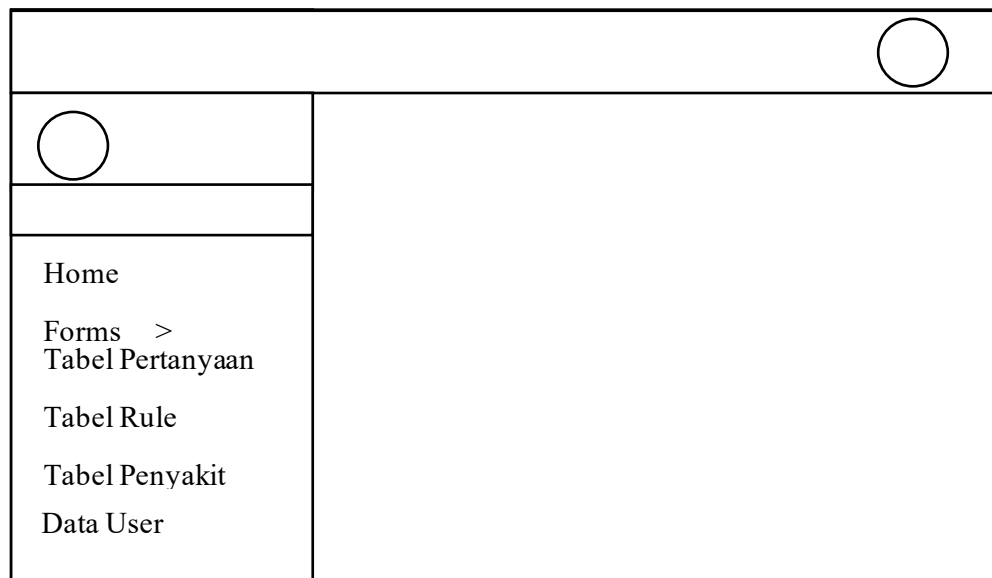 Home
Forms >
Tabel Pertanyaan
Tabel Rule
Tabel Penyakit
Data User